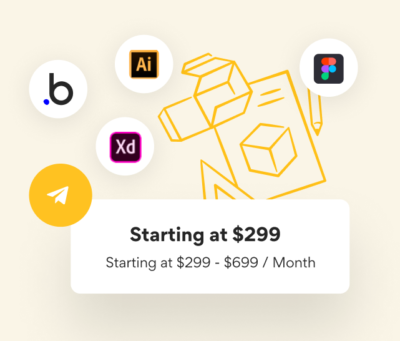 .b
Ai
Xd
Starting at $299
Starting at $299 - $699 / Month